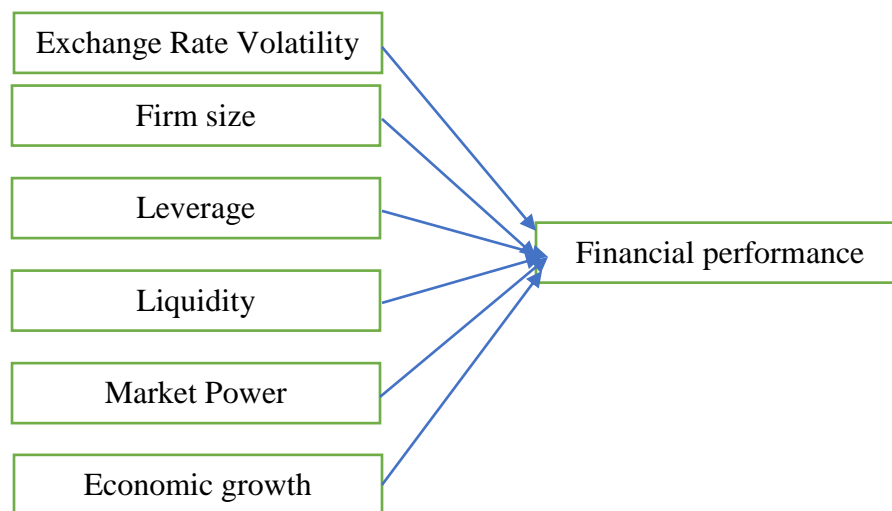 Exchange Rate Volatility
Firm size
Leverage
Financial performance
Liquidity
Market Power
Economic growth